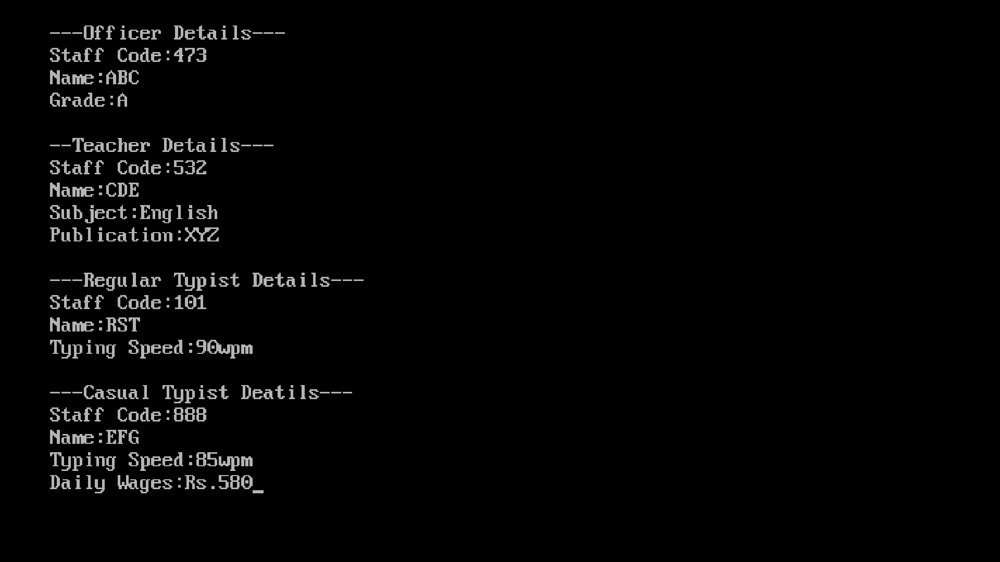 ---Officer Details---
Staff Code:473
Name:ABC
Grade:A
--Teacher Details---
Staff Code:532
Name:CDE
Subject:English
Publication:XYZ
---Regular Typist Details---
Staff Code:101
Name:RST
Typing Speed:90wpm
---Casual Typist Deatils---
Staff Code:888
Name:EFG
Typing Speed:85wpm
Daily Wages:Rs.580_